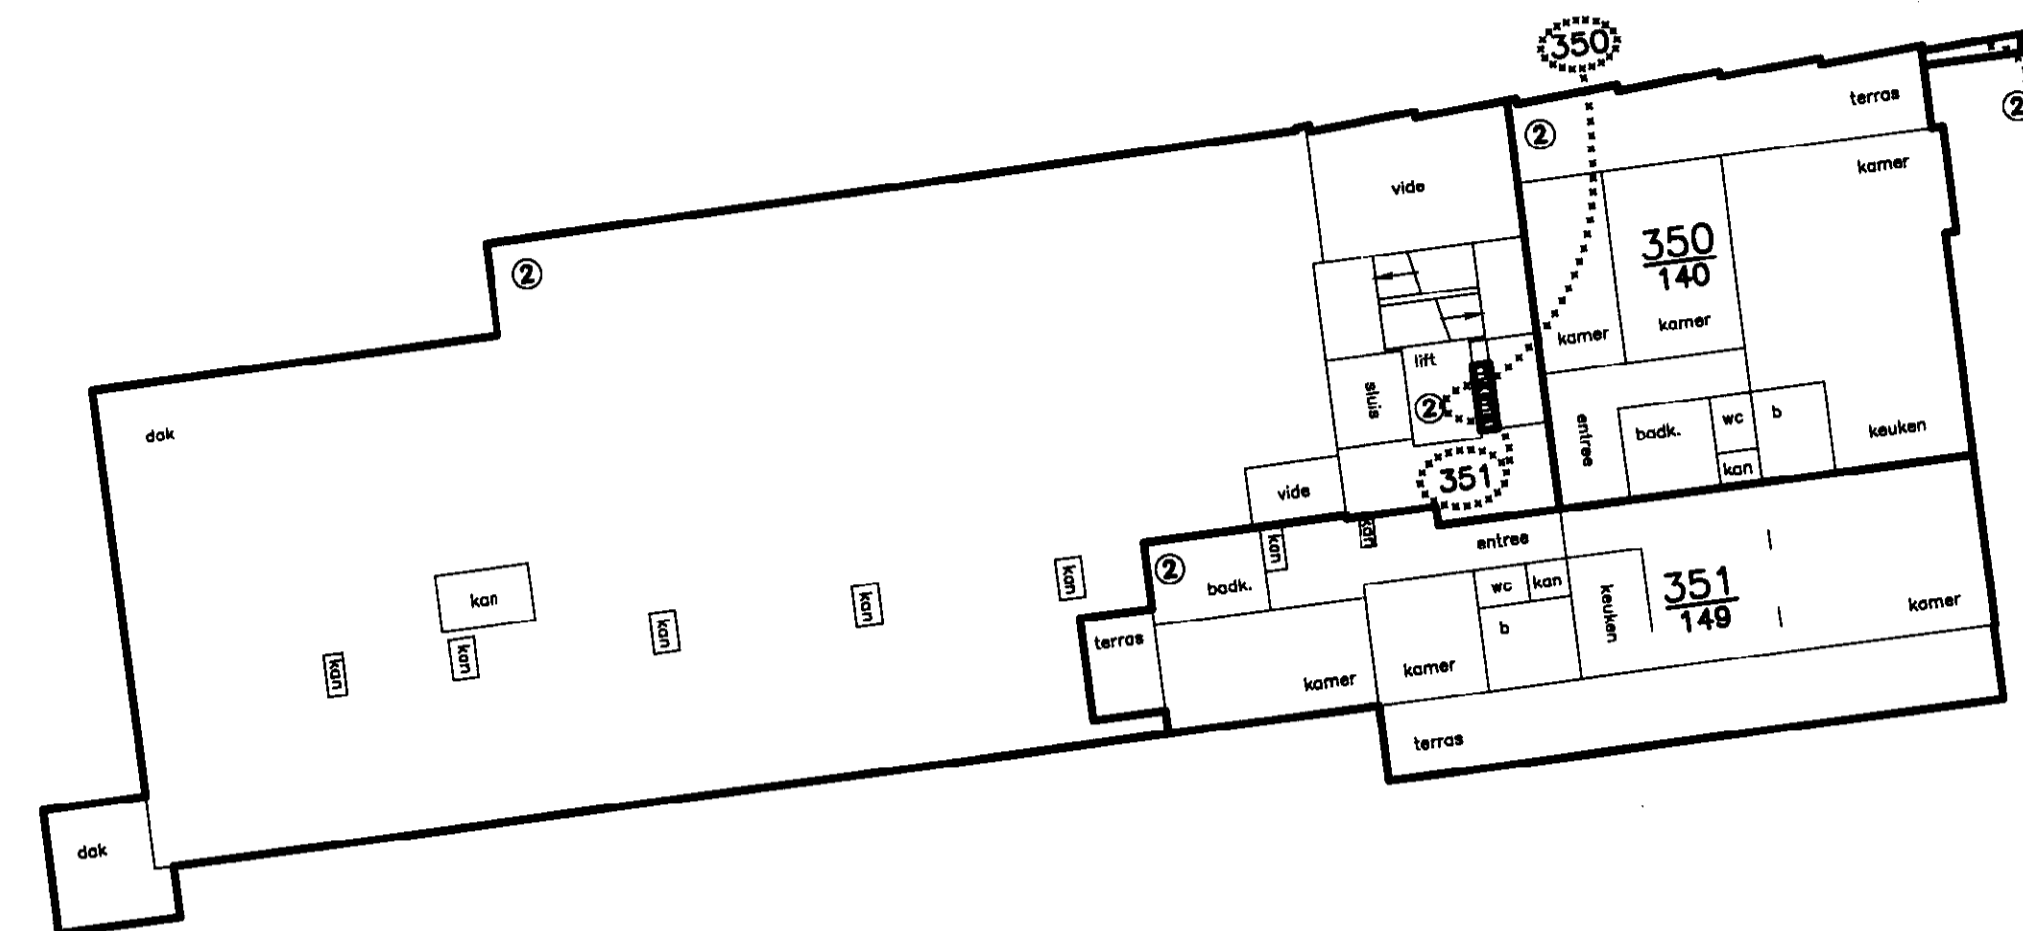 350
terras
②
②
kamer
vide
350
140
②
kamer
kamer
lift
sluis
②
entree
badk.
wc
b
keuken
kan
dak
351
vide
kan
kan
entree
②
badk.
wc
kan
keuken
351
149
kamer
kan
kan
kan
kan
kan
kan
b
terras
kamer
kamer
terras
dak